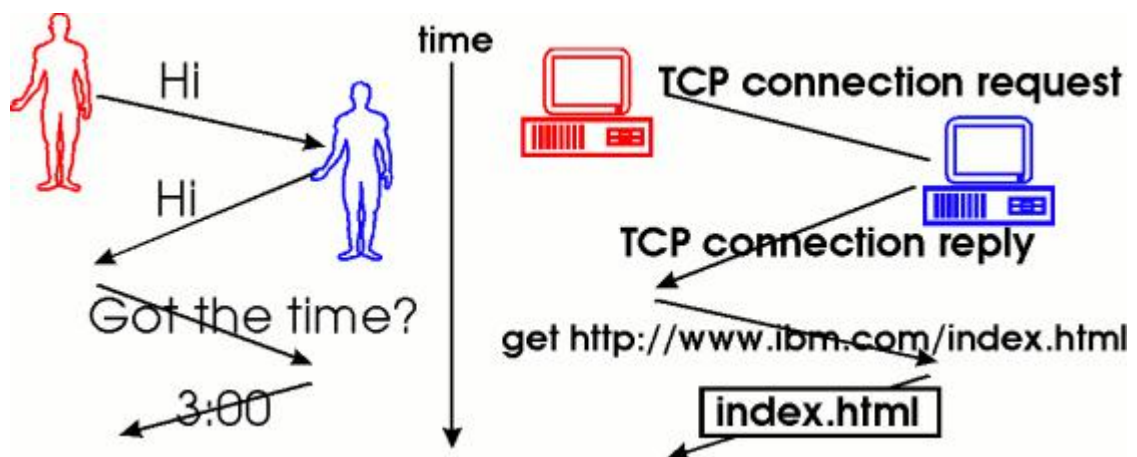 time
Hi
Hi
Got the time?
3:00
TCP connection request
TCP connection reply
get http://www.ibm.com/index.html
index.html